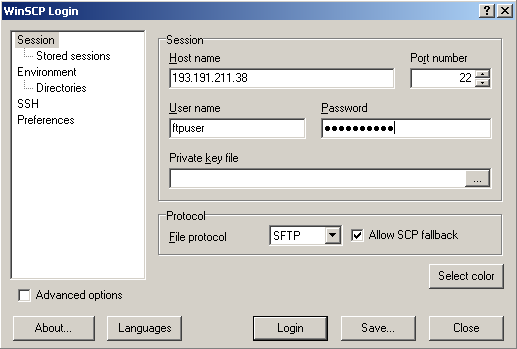 WinSCP Login
Session
Stored sessions
Environment
Directories
SSH
Preferences
Session
Host name
Port number
193.191.211.38
22
User name
Password
ftpuser
●●●●●●●●●●
Private key file
...
Protocol
File protocol
SFTP
Allow SCP fallback
Select color
Advanced options
About...
Languages
Login
Save...
Close